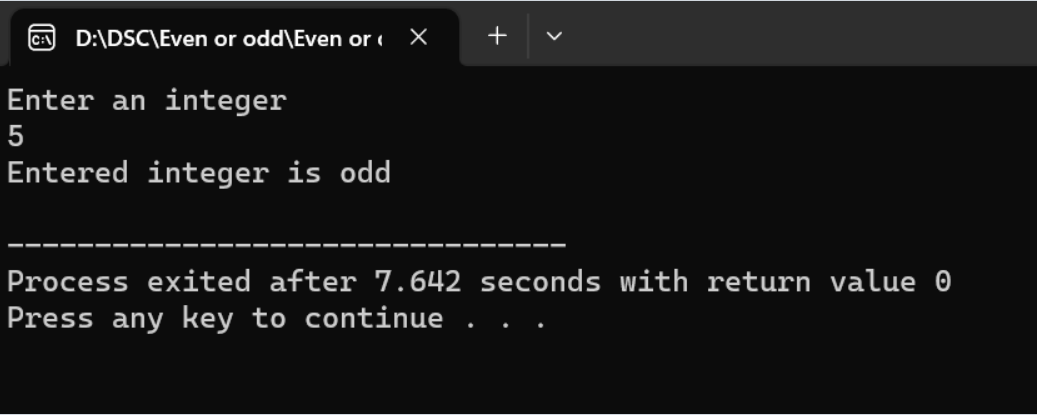 D:\DSC\Even or odd\Even or
Enter an integer
5
Entered integer is odd
--------------------------------
Process exited after 7.642 seconds with return value 0
Press any key to continue . . .